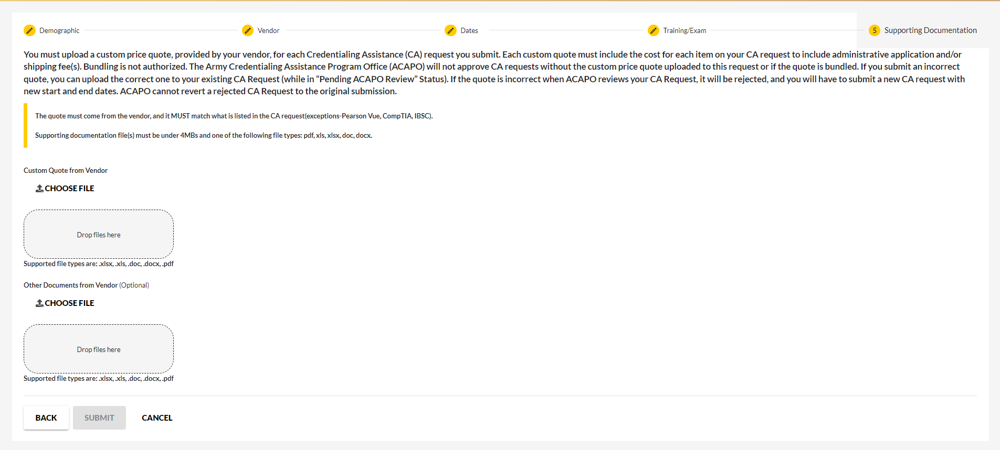 Demographic
Vendor
Dates
Training/Exam
5 Supporting Documentation
You must upload a custom price quote, provided by your vendor, for each Credentialing Assistance (CA) request you submit. Each custom quote must include the cost for each item on your CA request to include administrative application and/or
shipping fee(s). Bundling is not authorized. The Army Credentialing Assistance Program Office (ACAPO) will not approve CA requests without the custom price quote uploaded to this request or if the quote is bundled. If you submit an incorrect
quote, you can upload the correct one to your existing CA Request (while in “Pending ACAPO Review” Status). If the quote is incorrect when ACAPO reviews your CA Request, it will be rejected, and you will have to submit a new CA request with
new start and end dates. ACAPO cannot revert a rejected CA Request to the original submission.
The quote must come from the vendor, and it MUST match what is listed in the CA request(exceptions-Pearson Vue, CompTIA, IBSC).
Supporting documentation file(s) must be under 4MBs and one of the following file types: pdf, xls, xlsx, doc, docx.
Custom Quote from Vendor
CHOOSE FILE
Drop files here
Supported file types are: .xlsx, .xls, .doc, .docx, .pdf
Other Documents from Vendor (Optional)
CHOOSE FILE
Drop files here
Supported file types are: .xlsx, .xls, .doc, .docx, .pdf
BACK
SUBMIT
CANCEL